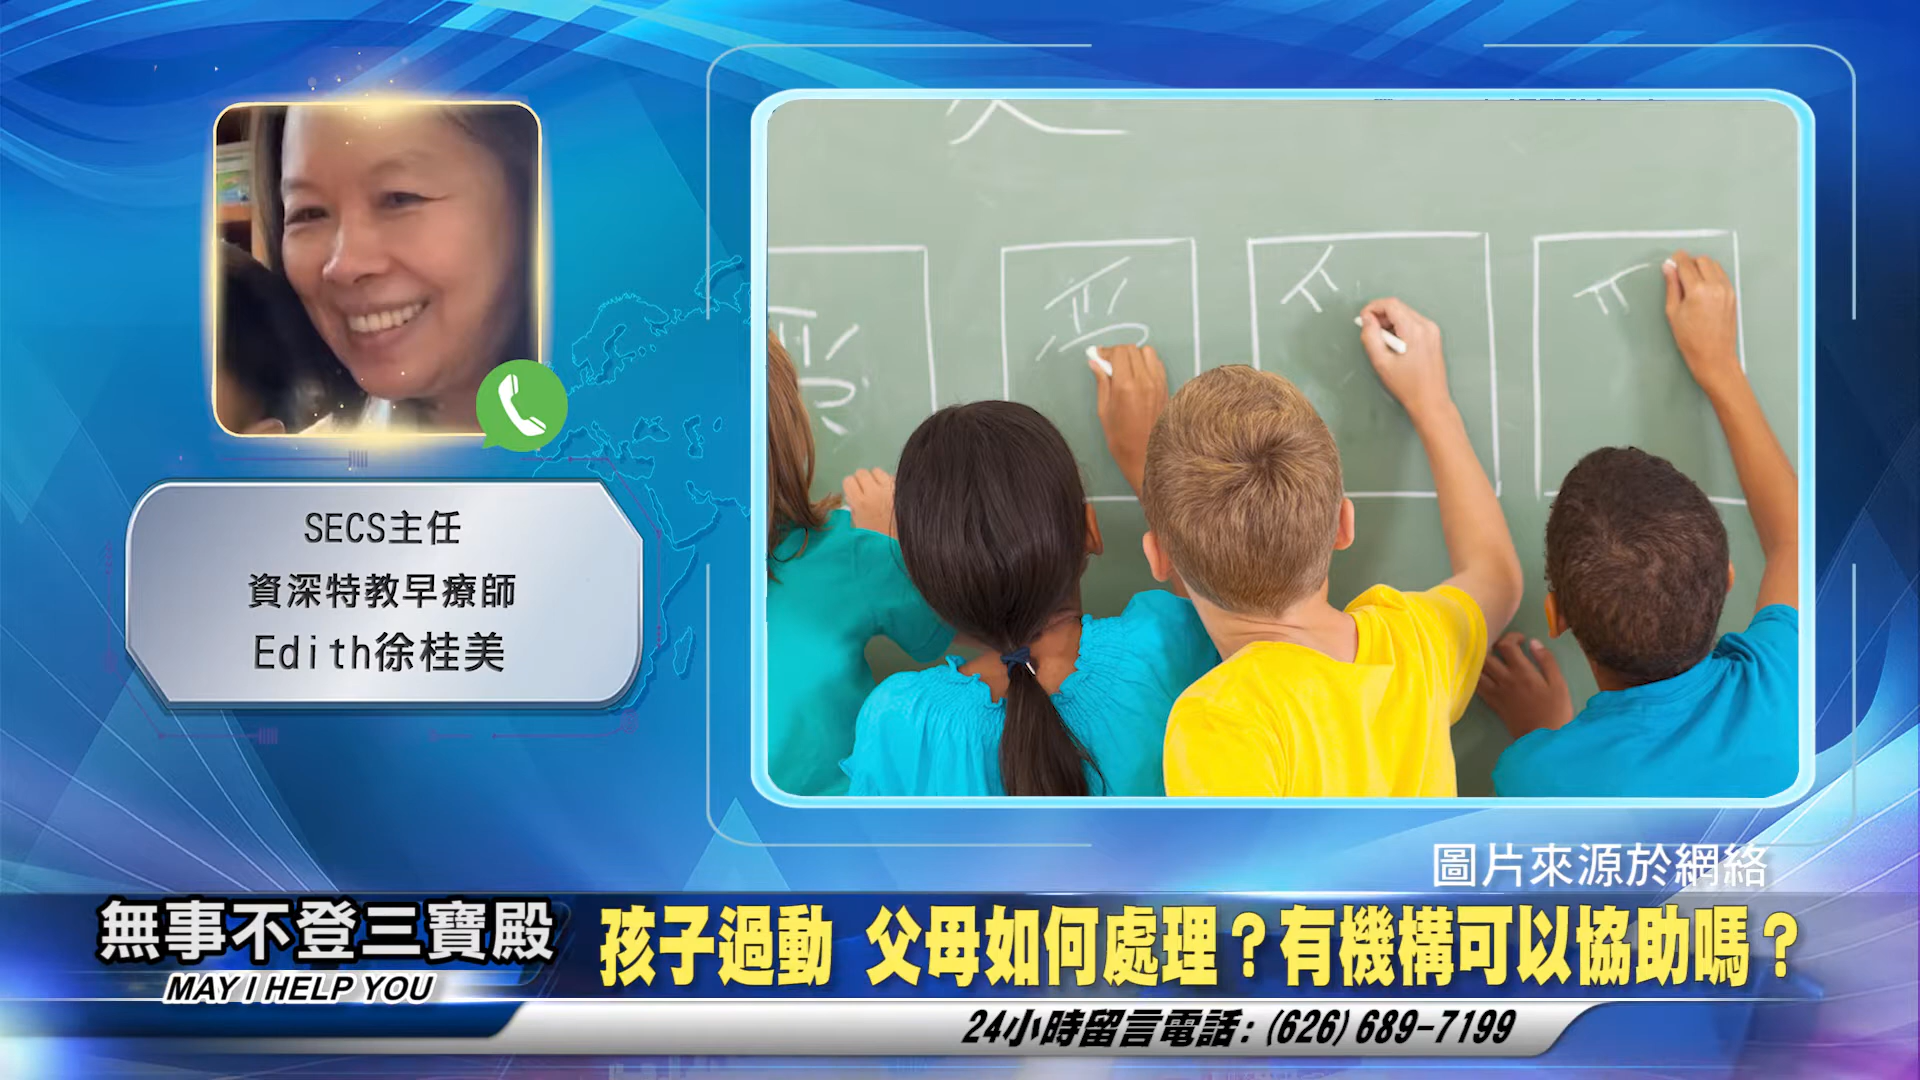 SECS主任
資深特教早療師
Edith徐桂美
圖片來源於網絡
無事不登三寶殿
MAY I HELP YOU
孩子過動 父母如何處理？有機構可以協助嗎？
24小時留言電話：(626)689-7199